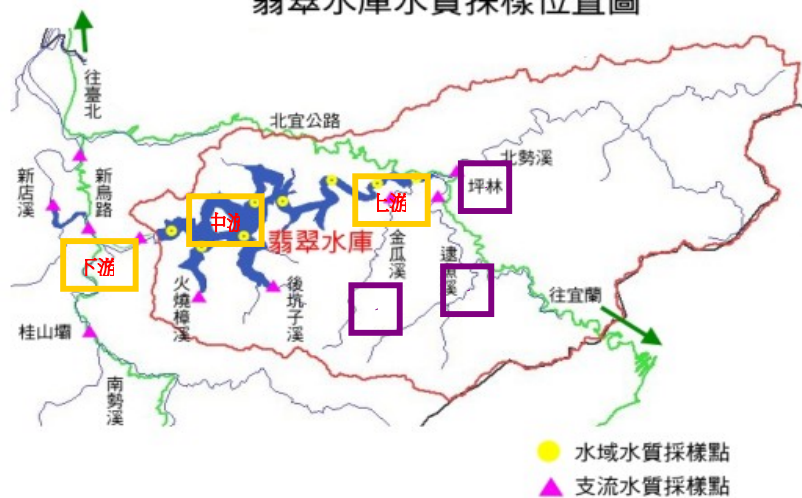 翡翠水庫水質採樣位置圖
往臺北
北宜公路
北勢溪
坪林
新店溪
新烏路
上游
中游
翡翠水庫
下游
金瓜溪
逮魚溪
火燒樟溪
後坑子溪
往宜蘭
桂山壩
南勢溪
水域水質採樣點
支流水質採樣點